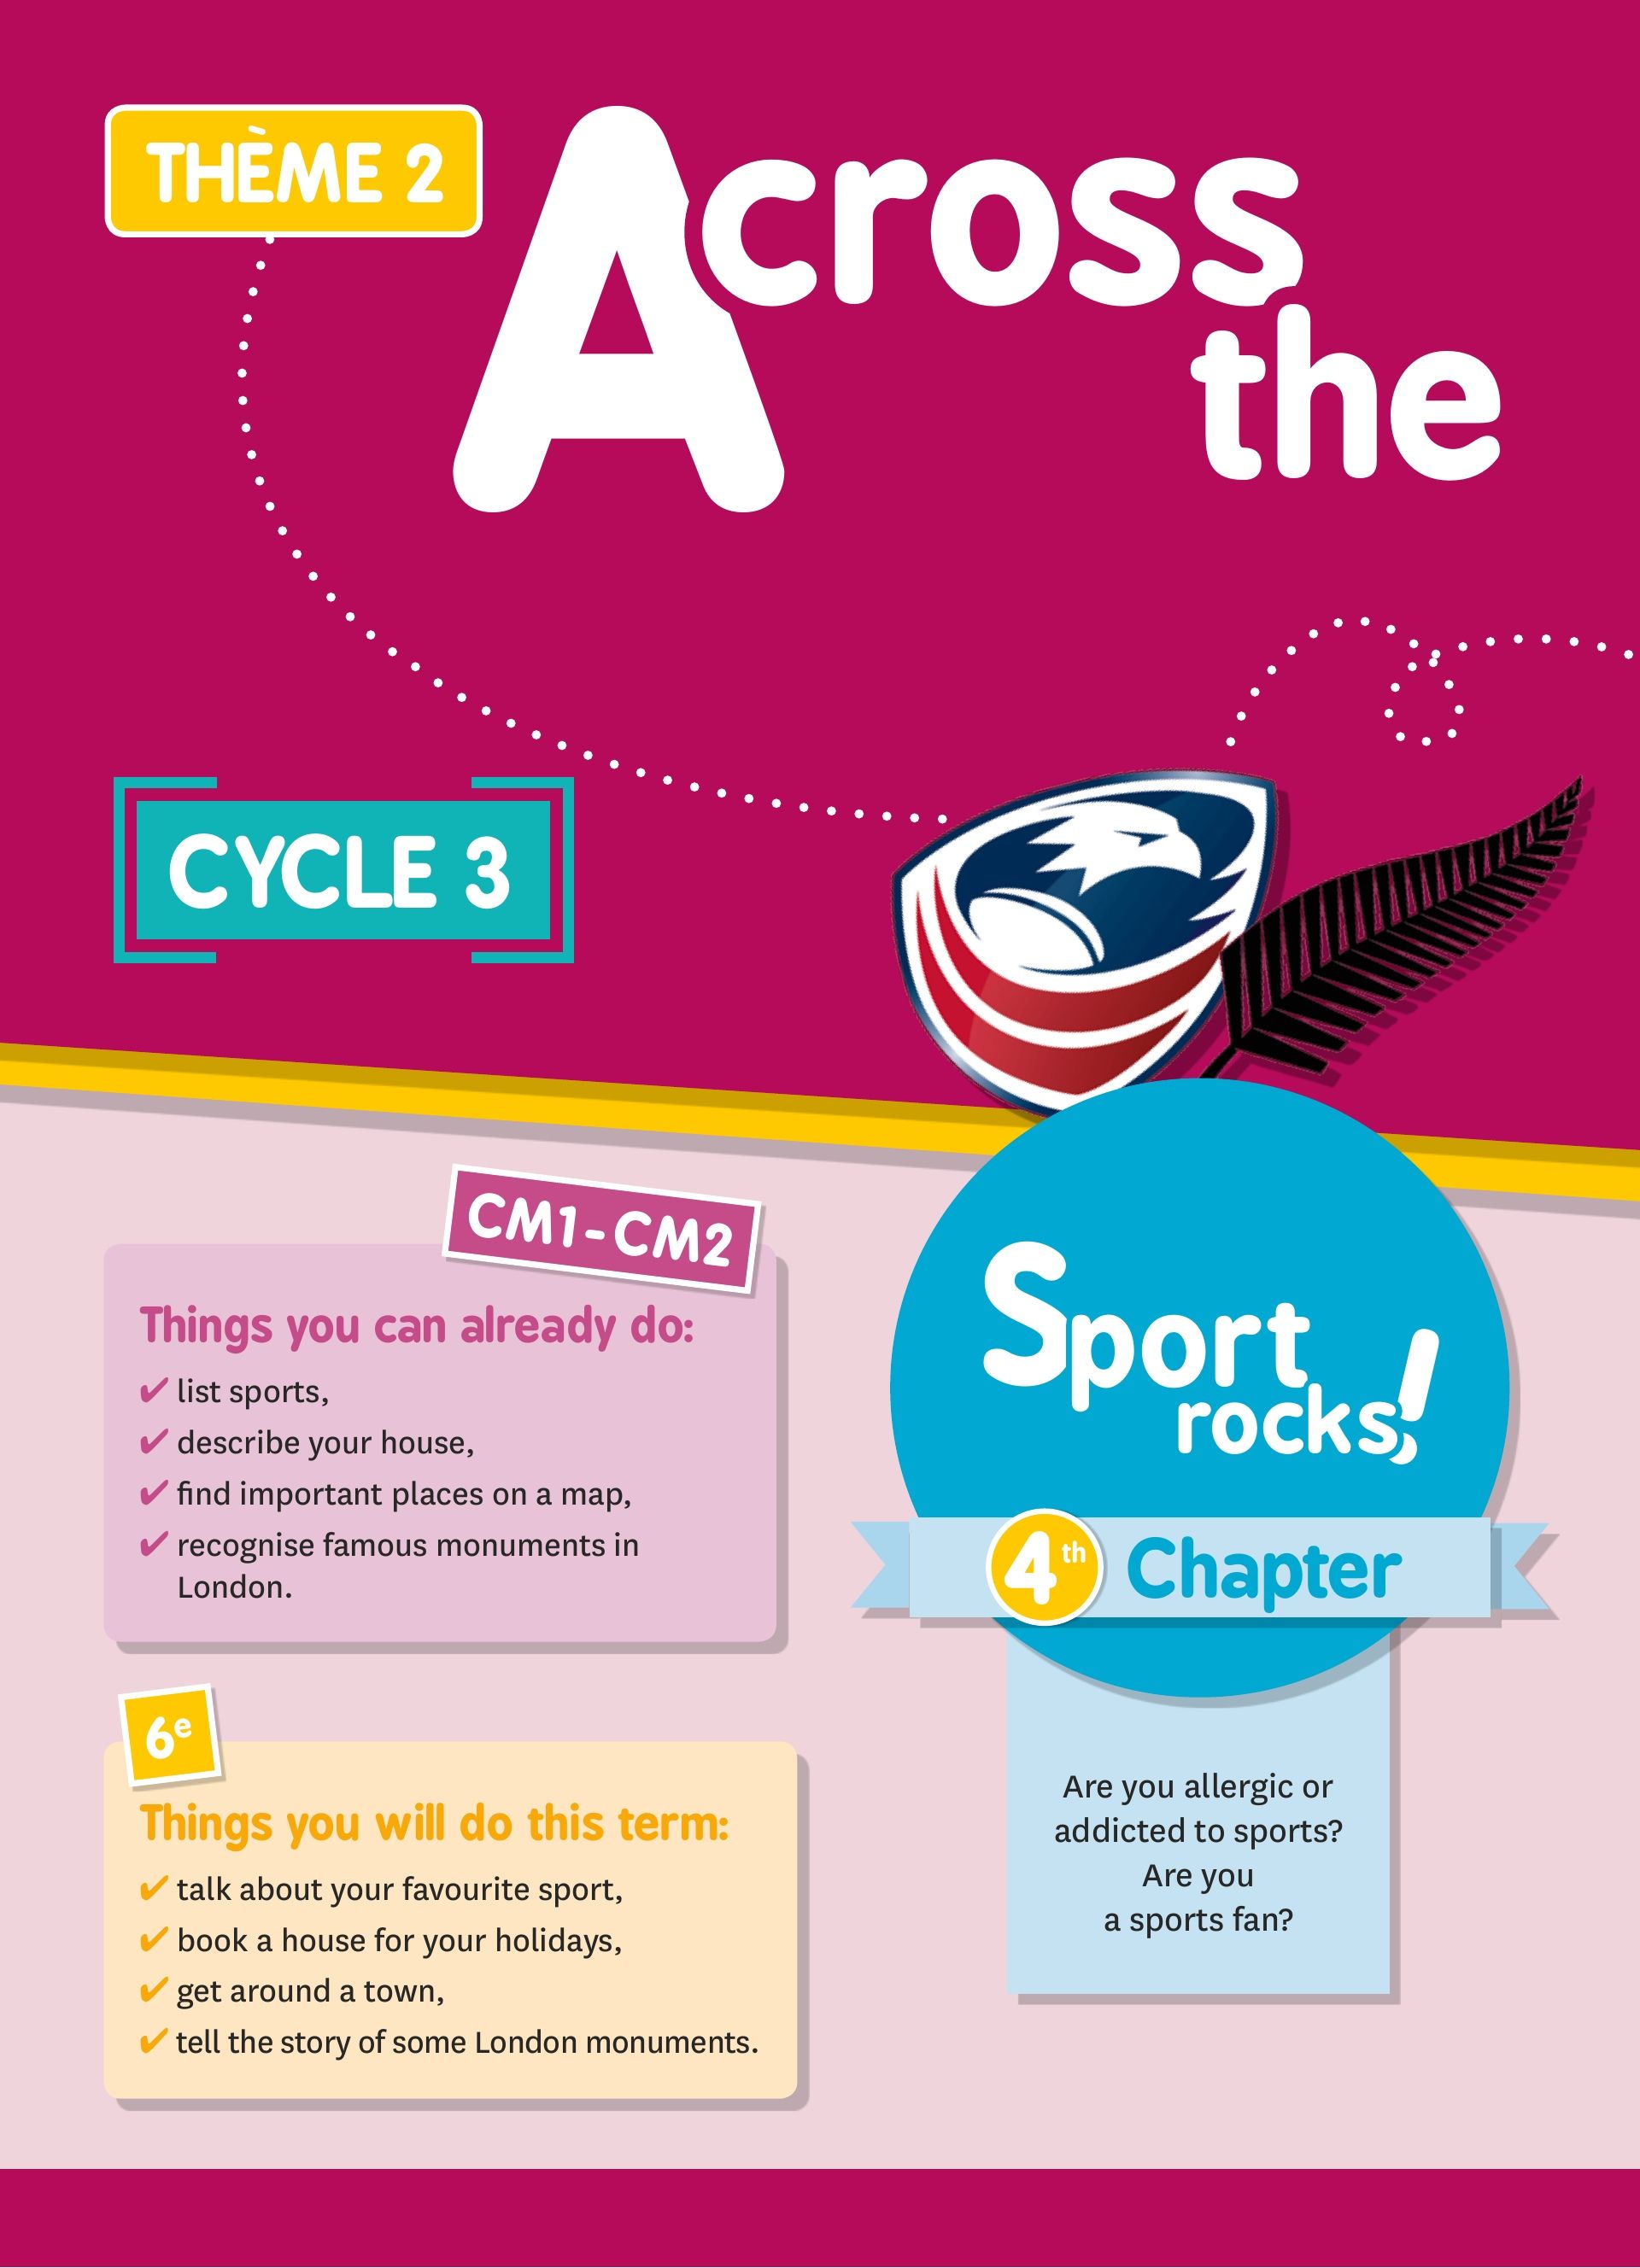 THÈME 2
Across
the
CYCLE 3
CM1-CM2
Things you can already do:
✔ list sports,
✔ describe your house,
✔ find important places on a map,
✔ recognise famous monuments in
London.
6e
Things you will do this term:
✔ talk about your favourite sport,
✔ book a house for your holidays,
✔ get around a town,
✔ tell the story of some London monuments.
Sport
rocks!
4th Chapter
Are you allergic or
addicted to sports?
Are you
a sports fan?